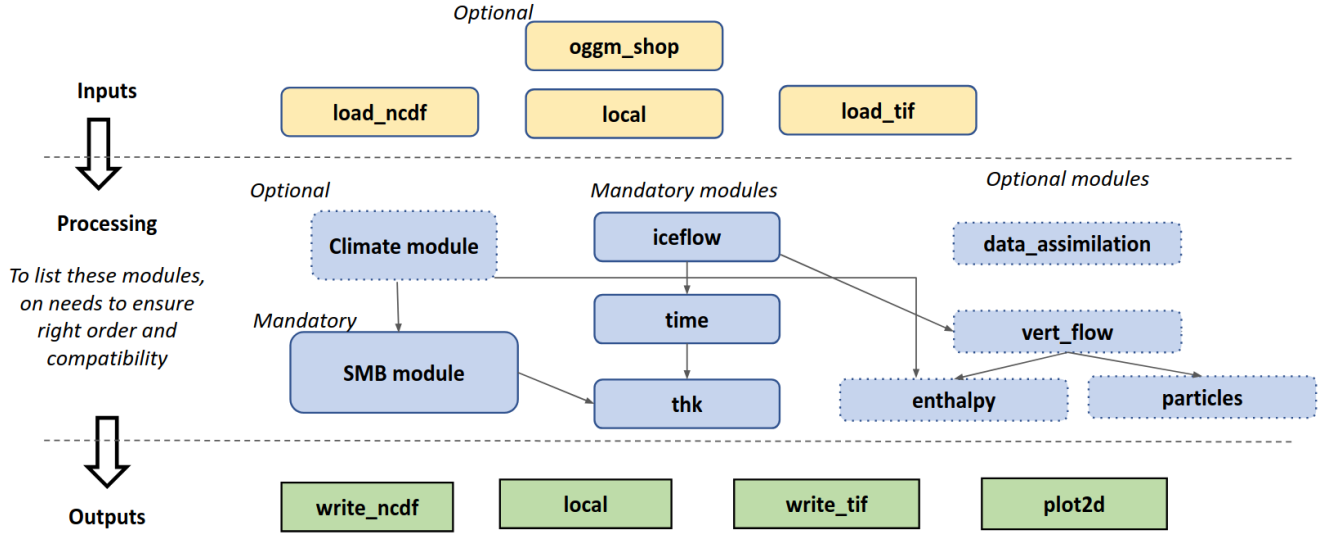 Optional
oggm_shop
Inputs
load_ncdf
local
load_tif
Optional
Mandatory modules
Optional modules
Processing
Climate module
iceflow
data_assimilation
To list these modules,
on needs to ensure
right order and
compatibility
Mandatory
time
vert_flow
SMB module
thk
enthalpy
particles
Outputs
write_ncdf
local
write_tif
plot2d